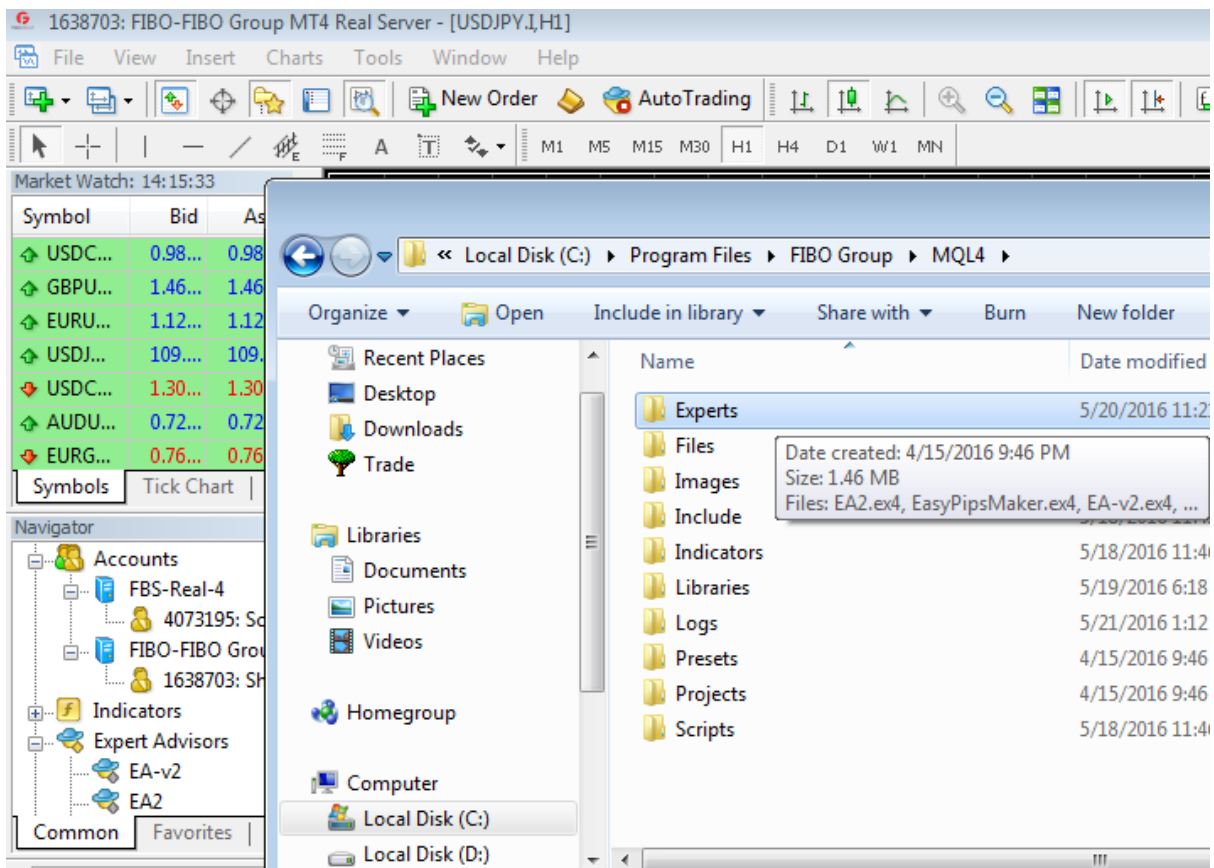 1638703: FIBO-FIBO Group MT4 Real Server - [USDJPY.I,H1]
File View Insert Charts Tools Window Help
New Order AutoTrading
E F A T M1 M5 M15 M30 H1 H4 D1 W1 MN
Market Watch: 14:15:33
Symbol Bid As
USDC... 0.98... 0.98
GBPU... 1.46... 1.46
EURU... 1.12... 1.12
USDJ... 109.... 109.
USDC... 1.30... 1.30
AUDU... 0.72... 0.72
EURG... 0.76... 0.76
Symbols Tick Chart
Navigator
Accounts
FBS-Real-4
4073195: Sc
FIBO-FIBO Grou
1638703: Sh
Indicators
Expert Advisors
EA-v2
EA2
Common Favorites
« Local Disk (C:) Program Files FIBO Group MQL4
Organize Open Include in library Share with Burn New folder
Recent Places
Desktop
Downloads
Trade
Libraries
Documents
Pictures
Videos
Homegroup
Computer
Local Disk (C:)
Local Disk (D:)
Name Date modified
Experts 5/20/2016 11:2
Files
Images
Include
Indicators 5/18/2016 11:4
Libraries 5/19/2016 6:18
Logs 5/21/2016 1:12
Presets 4/15/2016 9:46
Projects 4/15/2016 9:46
Scripts 5/18/2016 11:4
Date created: 4/15/2016 9:46 PM
Size: 1.46 MB
Files: EA2.ex4, EasyPipsMaker.ex4, EA-v2.ex4, ...